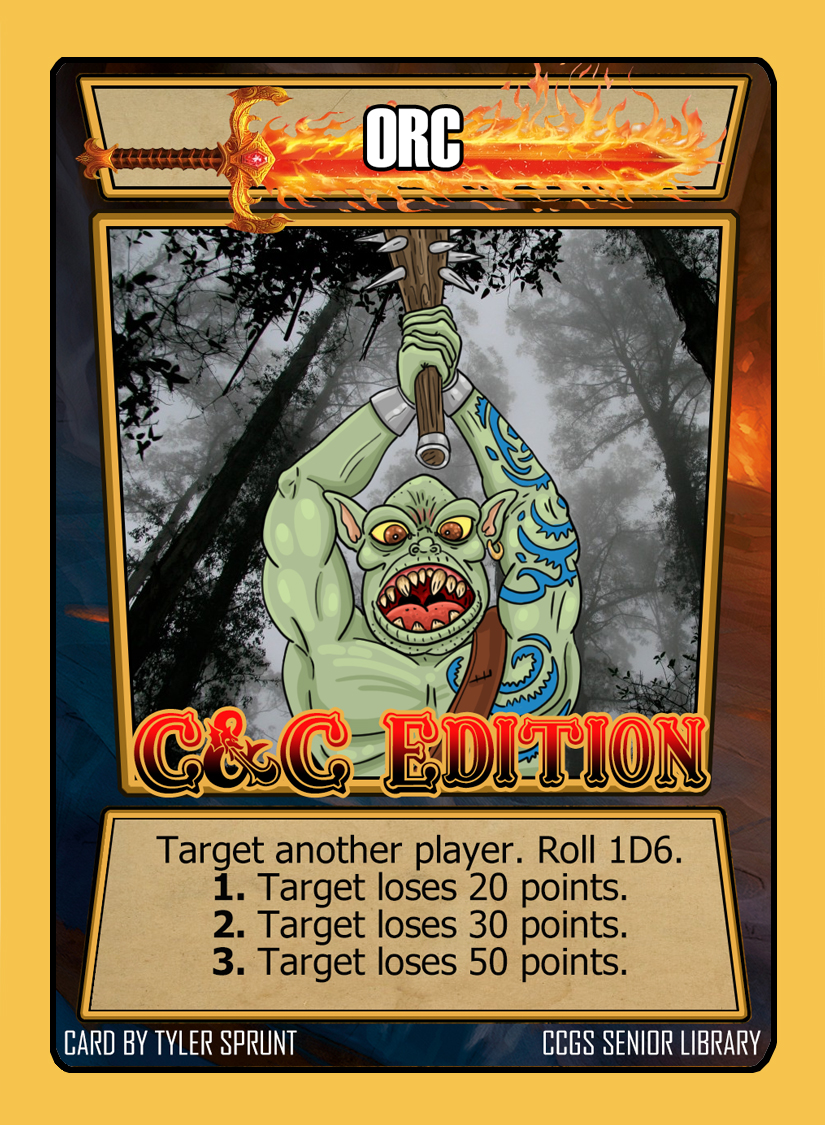 ORC
C&C EDITION
Target another player. Roll 1D6.
1. Target loses 20 points.
2. Target loses 30 points.
3. Target loses 50 points.
CARD BY TYLER SPRUNT
CCGS SENIOR LIBRARY